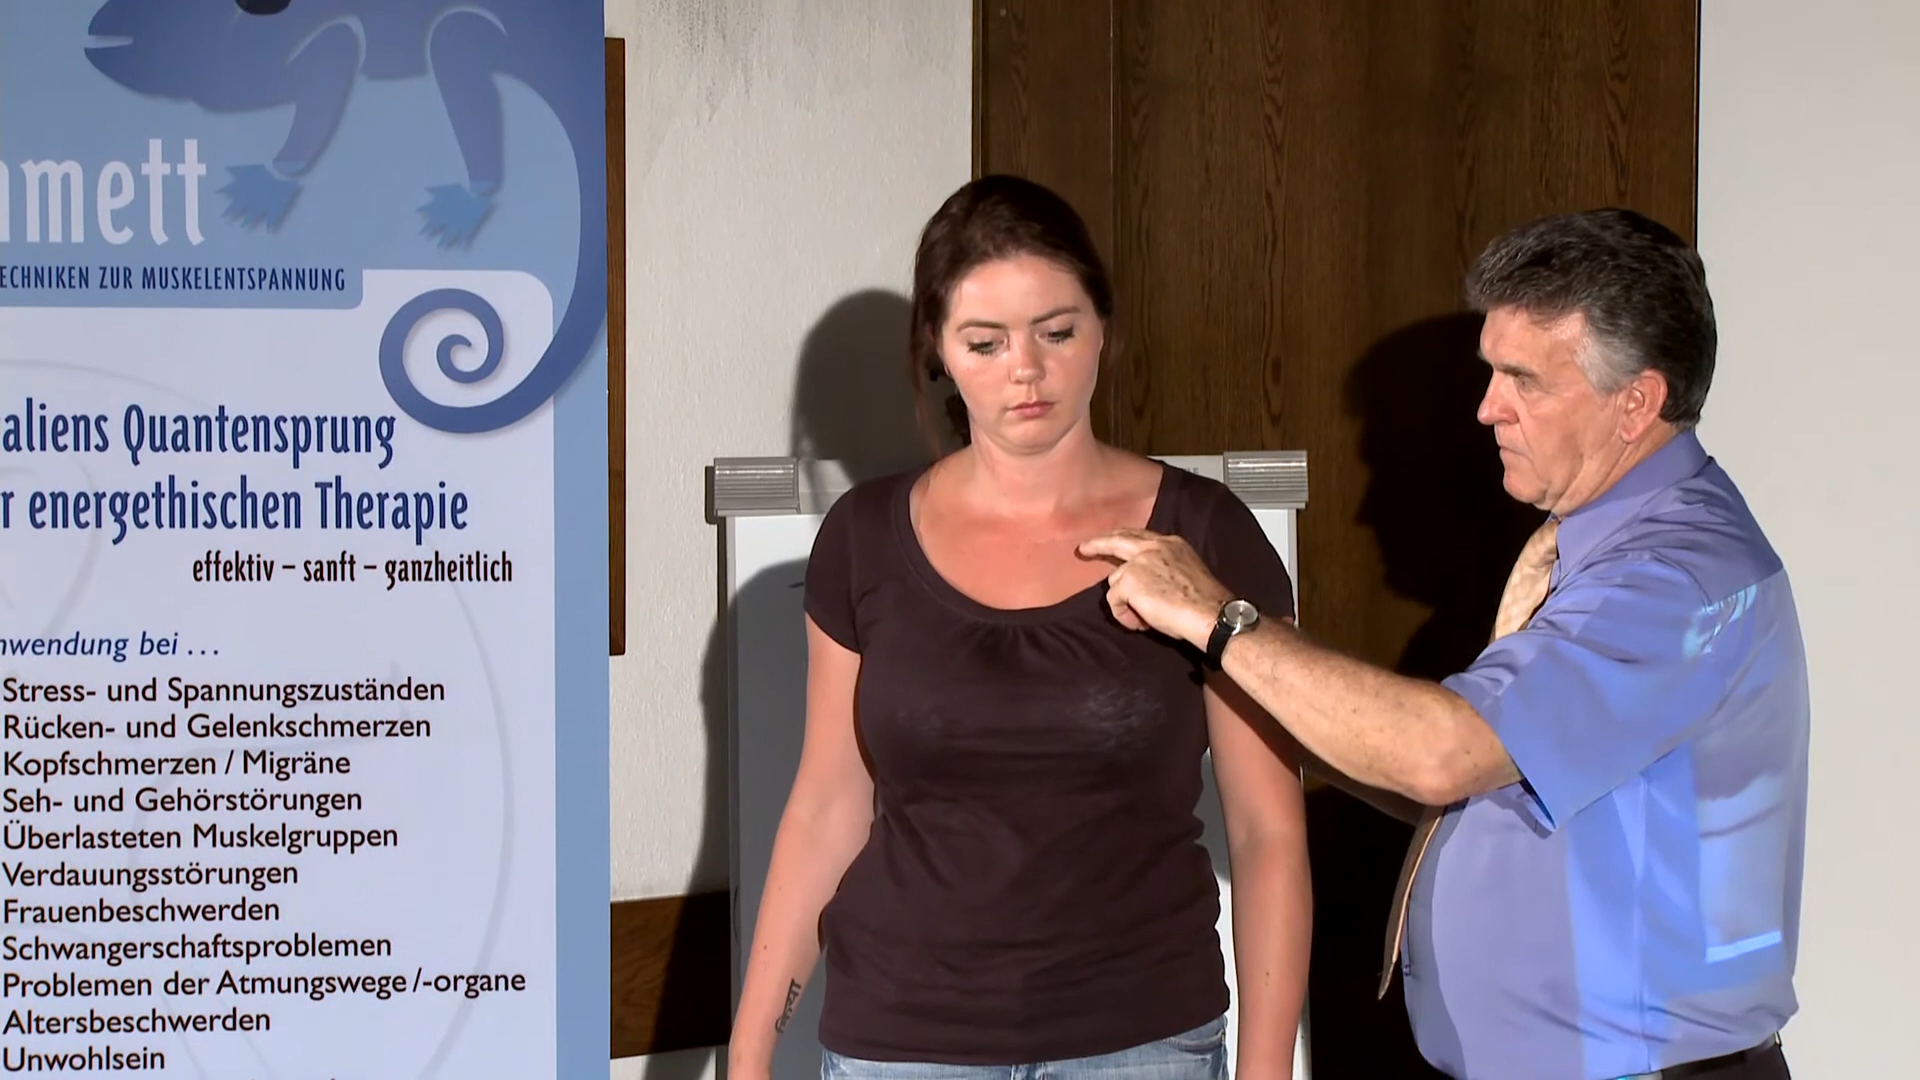 mett
ECHNIKEN ZUR MUSKELENTSPANNUNG
aliens Quantensprung
r energethischen Therapie
effektiv – sanft – ganzheitlich
nwendung bei ...
Stress- und Spannungszuständen
Rücken- und Gelenkschmerzen
Kopfschmerzen / Migräne
Seh- und Gehörstörungen
Überlasteten Muskelgruppen
Verdauungsstörungen
Frauenbeschwerden
Schwangerschaftsproblemen
Problemen der Atmungswege /-organe
Altersbeschwerden
Unwohlsein